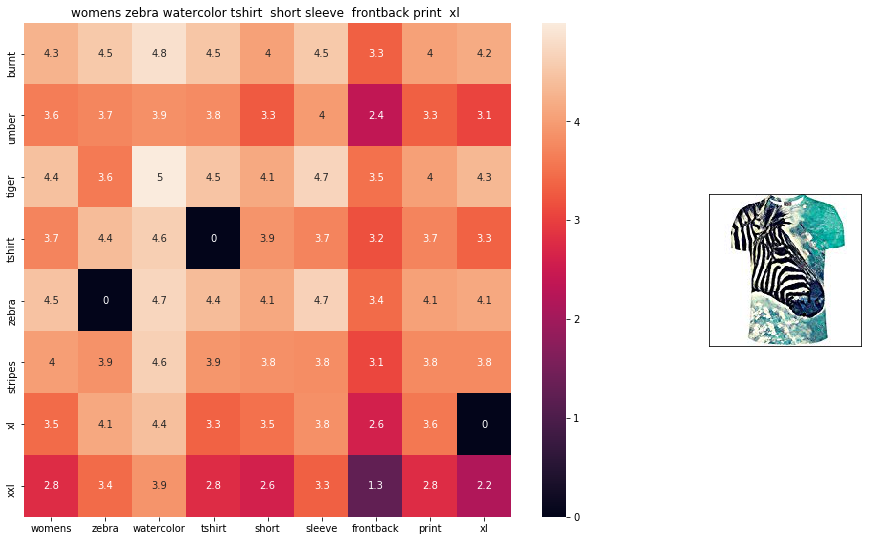 womens zebra watercolor tshirt  short sleeve  frontback print  xl
burnt 4.3 4.5 4.8 4.5 4 4.5 3.3 4 4.2
umber 3.6 3.7 3.9 3.8 3.3 4 2.4 3.3 3.1
tiger 4.4 3.6 5 4.5 4.1 4.7 3.5 4 4.3
tshirt 3.7 4.4 4.6 0 3.9 3.7 3.2 3.7 3.3
zebra 4.5 0 4.7 4.4 4.1 4.7 3.4 4.1 4.1
stripes 4 3.9 4.6 3.9 3.8 3.8 3.1 3.8 3.8
xl 3.5 4.1 4.4 3.3 3.5 3.8 2.6 3.6 0
xxl 2.8 3.4 3.9 2.8 2.6 3.3 1.3 2.8 2.2
womens zebra watercolor tshirt short sleeve frontback print xl
4
3
2
1
0